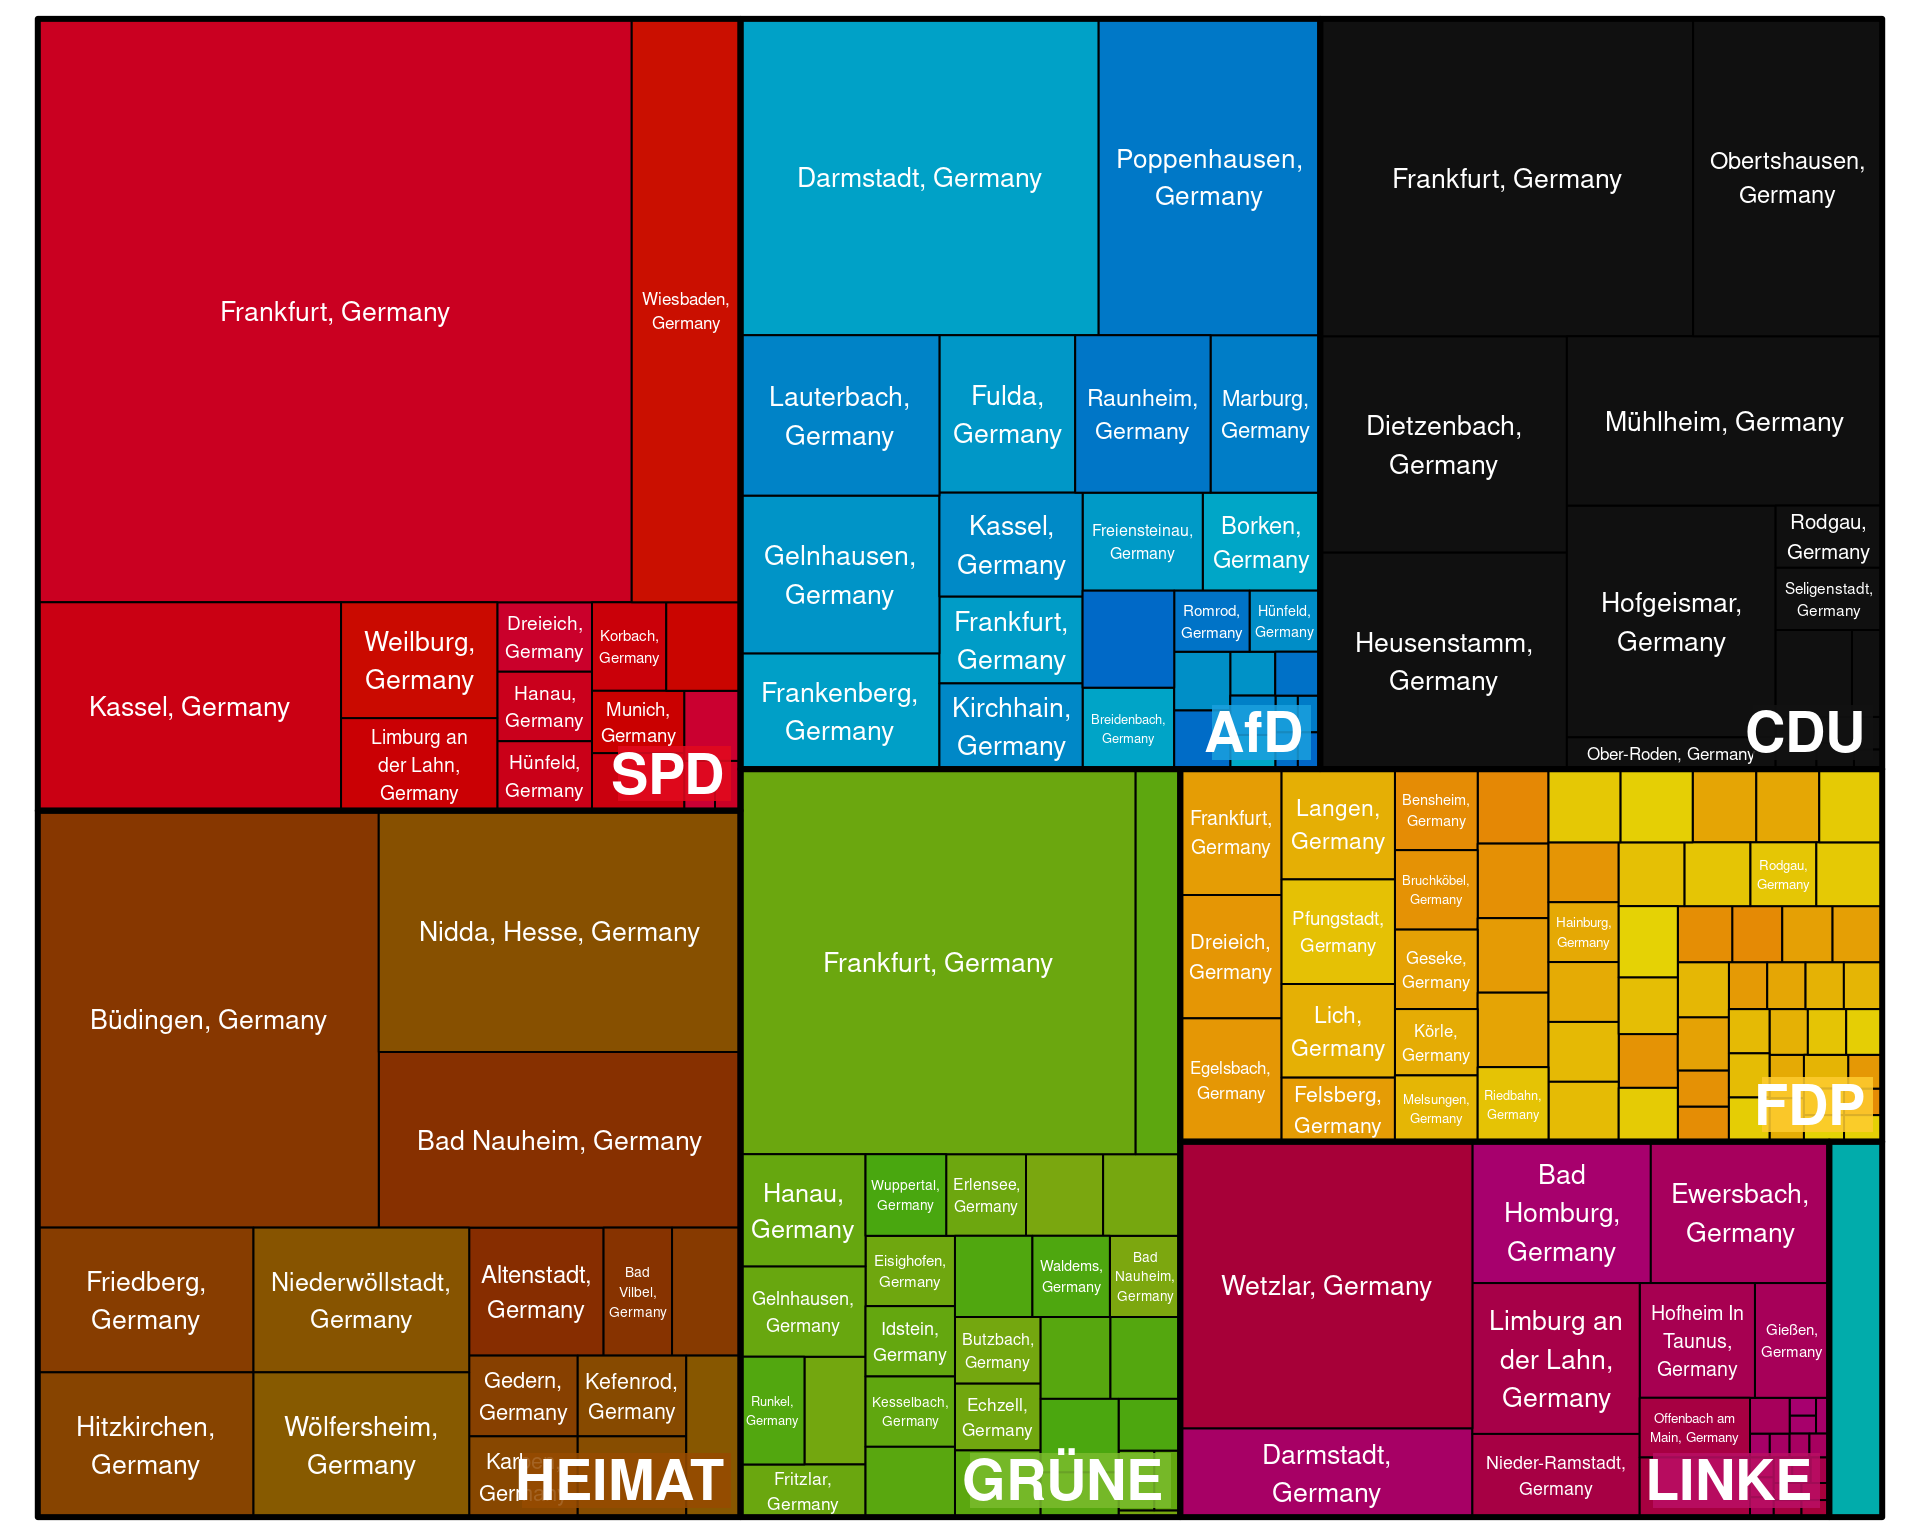 Frankfurt, Germany
Wiesbaden,
Germany
Kassel, Germany
Weilburg,
Germany
Limburg an
der Lahn,
Germany
Dreieich,
Germany
Hanau,
Germany
Hünfeld,
Germany
Korbach,
Germany
Munich,
Germany
SPD
Darmstadt, Germany
Poppenhausen,
Germany
Lauterbach,
Germany
Fulda,
Germany
Raunheim,
Germany
Marburg,
Germany
Gelnhausen,
Germany
Kassel,
Germany
Freiensteinau,
Germany
Borken,
Germany
Frankfurt,
Germany
Romrod,
Germany
Hünfeld,
Germany
Frankenberg,
Germany
Kirchhain,
Germany
Breidenbach,
Germany
AfD
Frankfurt, Germany
Obertshausen,
Germany
Dietzenbach,
Germany
Mühlheim, Germany
Heusenstamm,
Germany
Hofgeismar,
Germany
Rodgau,
Germany
Seligenstadt,
Germany
Ober-Roden, Germany
CDU
Büdingen, Germany
Nidda, Hesse, Germany
Bad Nauheim, Germany
Friedberg,
Germany
Niederwöllstadt,
Germany
Altenstadt,
Germany
Bad
Vilbel,
Germany
Hitzkirchen,
Germany
Wölfersheim,
Germany
Gedern,
Germany
Kefenrod,
Germany
HEIMAT
Frankfurt, Germany
Hanau,
Germany
Wuppertal,
Germany
Erlensee,
Germany
Gelnhausen,
Germany
Eisighofen,
Germany
Waldems,
Germany
Bad
Nauheim,
Germany
Idstein,
Germany
Butzbach,
Germany
Runkel,
Germany
Kesselbach,
Germany
Echzell,
Germany
Fritzlar,
Germany
GRÜNE
Frankfurt,
Germany
Langen,
Germany
Bensheim,
Germany
Dreieich,
Germany
Pfungstadt,
Germany
Bruchköbel,
Germany
Rodgau,
Germany
Hainburg,
Germany
Geseke,
Germany
Egelsbach,
Germany
Lich,
Germany
Körle,
Germany
Felsberg,
Germany
Melsungen,
Germany
Riedbahn,
Germany
FDP
Wetzlar, Germany
Bad
Homburg,
Germany
Ewersbach,
Germany
Limburg an
der Lahn,
Germany
Hofheim In
Taunus,
Germany
Gießen,
Germany
Darmstadt,
Germany
Nieder-Ramstadt,
Germany
Offenbach am
Main, Germany
LINKE